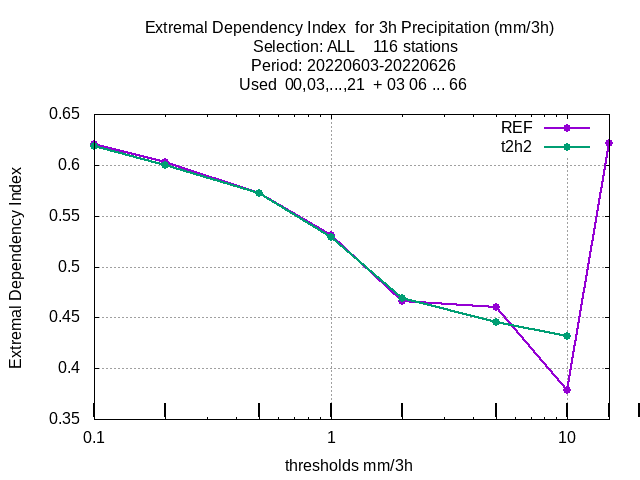 Extremal Dependency Index  for 3h Precipitation (mm/3h)
Selection: ALL    116 stations
Period: 20220603-20220626
Used  00,03,...,21  + 03 06 ... 66
REF
t2h2
0.65
0.6
0.55
0.5
0.45
0.4
0.35
Extremal Dependency Index
0.1
1
10
thresholds mm/3h